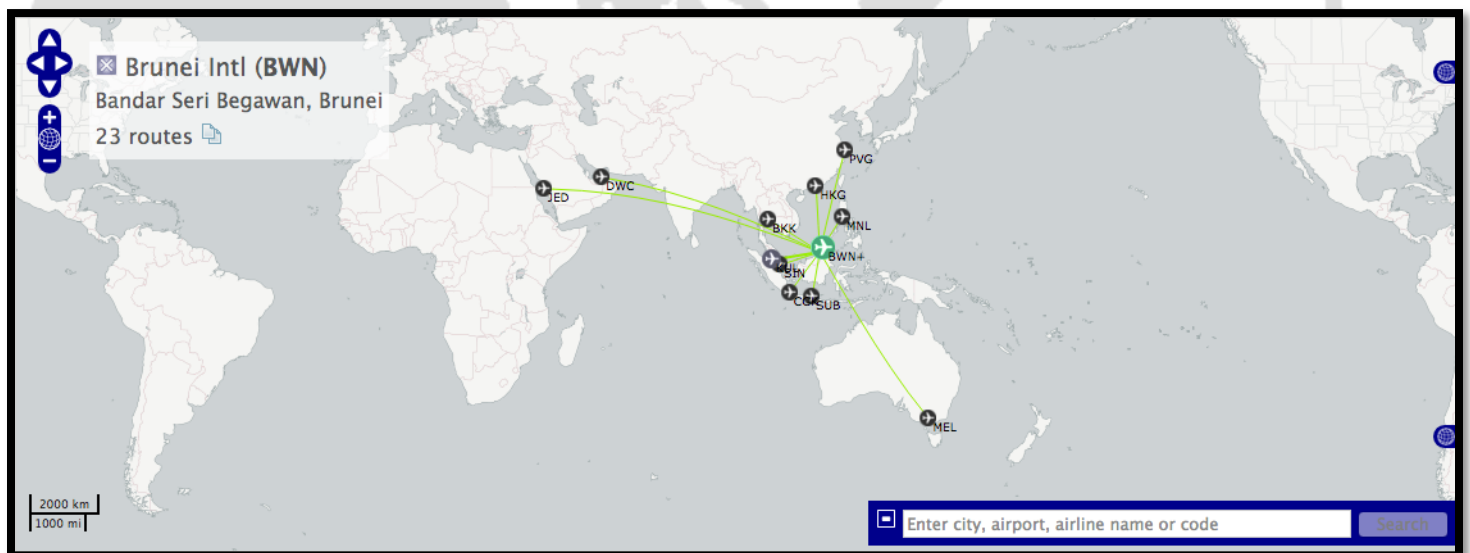 Brunei Intl (BWN)
Bandar Seri Begawan, Brunei
23 routes
PVG
DWC
JED
HKG
BKK
MNL
BWN+
SIN
CGK
SUB
MEL
2000 km
1000 mi
Enter city, airport, airline name or code
Search